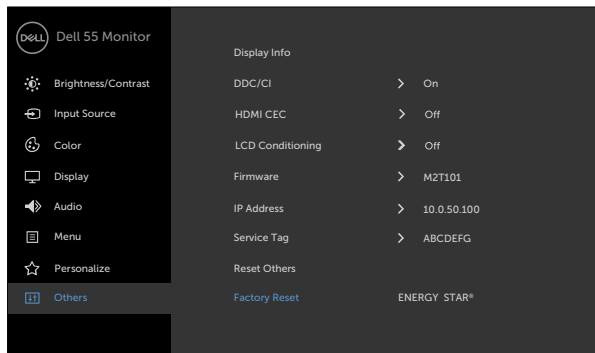 DELL Dell 55 Monitor
Brightness/Contrast
Input Source
Color
Display
Audio
Menu
Personalize
Others
Display Info
DDC/CI On
HDMI CEC Off
LCD Conditioning Off
Firmware M2T101
IP Address 10.0.50.100
Service Tag ABCDEFG
Reset Others
Factory Reset ENERGY STAR®